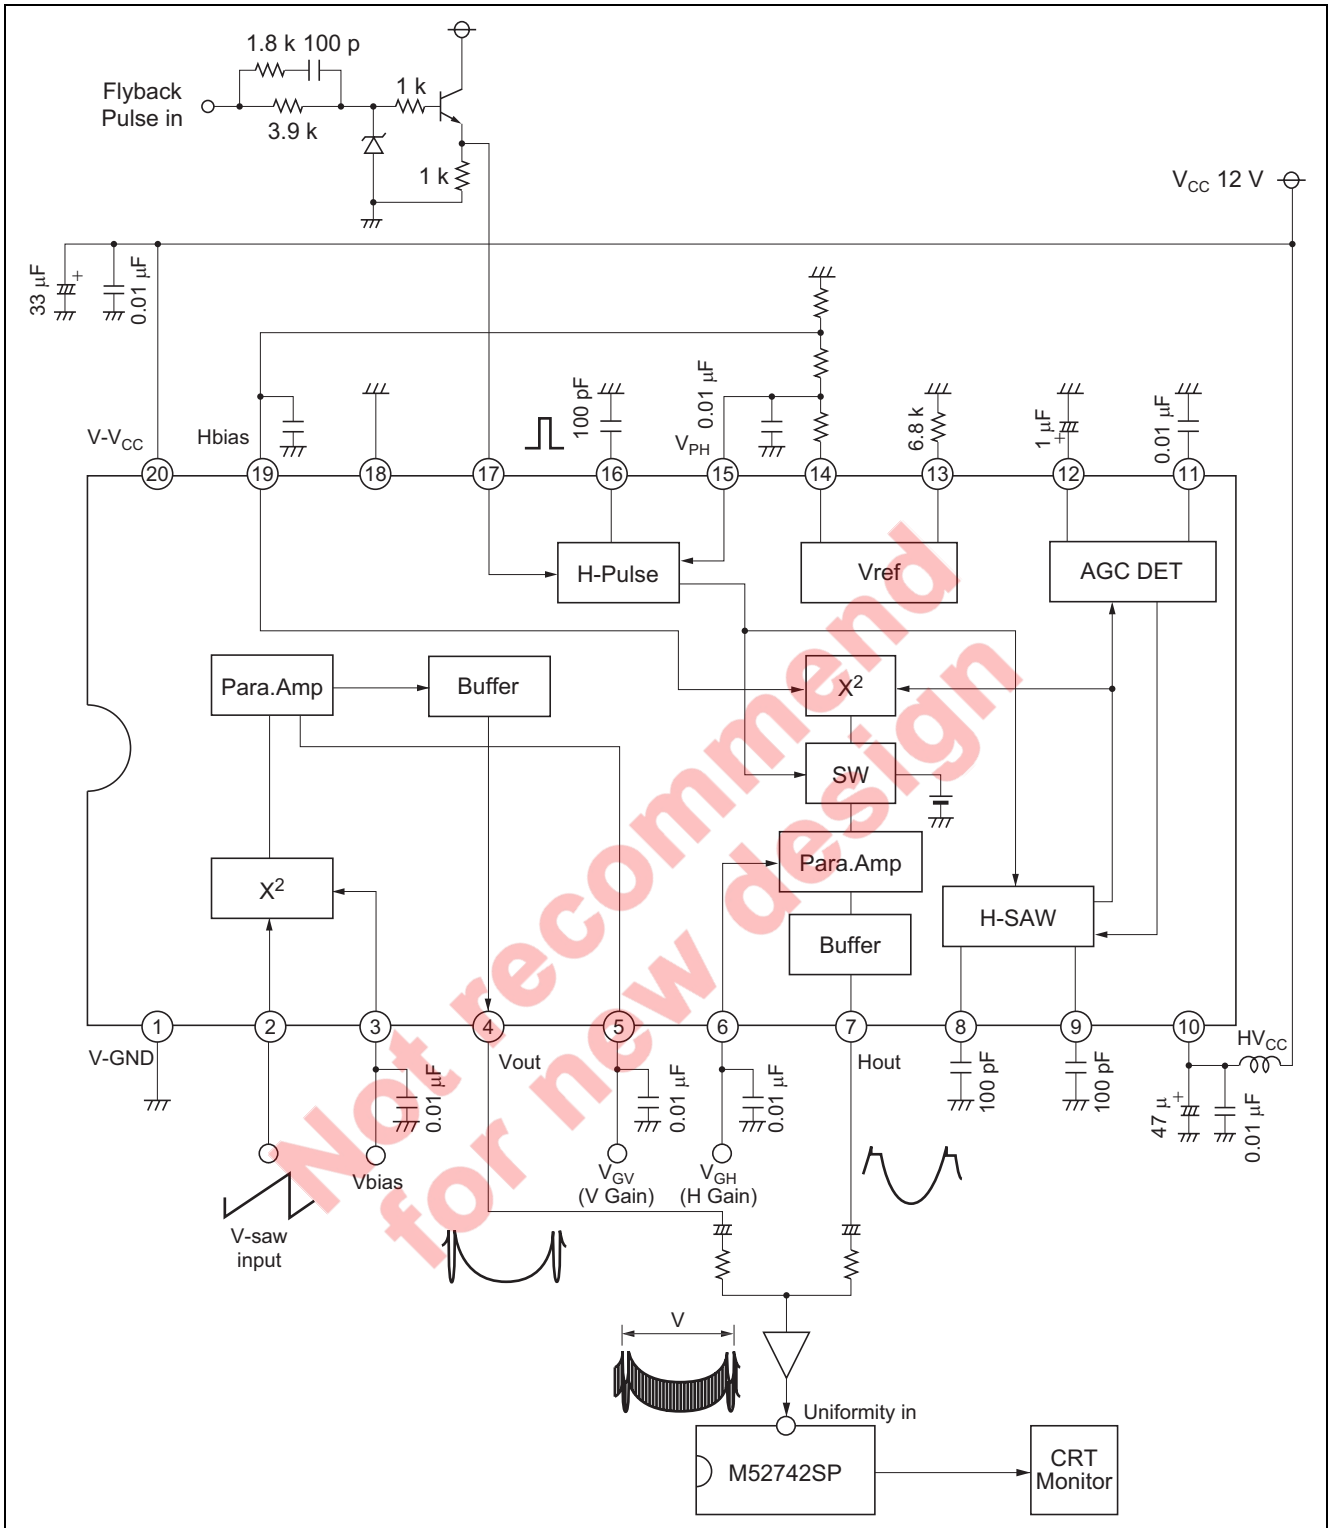 1.8 k 100 p
Flyback
Pulse in
1 k
3.9 k
1 k
VCC 12 V
33 µF
+
0.01 µF
V-VCC
Hbias
100 pF
VPH
0.01 µF
6.8 k
1 µF
+
0.01 µF
20
19
18
17
16
15
14
13
12
11
H-Pulse
Vref
AGC DET
Para.Amp
Buffer
X2
SW
Para.Amp
X2
H-SAW
Buffer
1
2
3
4
5
6
7
8
9
10
V-GND
Vout
Hout
HVCC
0.01 µF
0.01 µF
0.01 µF
100 pF
100 pF
47 µ
+
0.01 µF
Vbias
VGV
(V Gain)
VGH
(H Gain)
V-saw
input
V
Uniformity in
M52742SP
CRT
Monitor
Not recommend
for new design